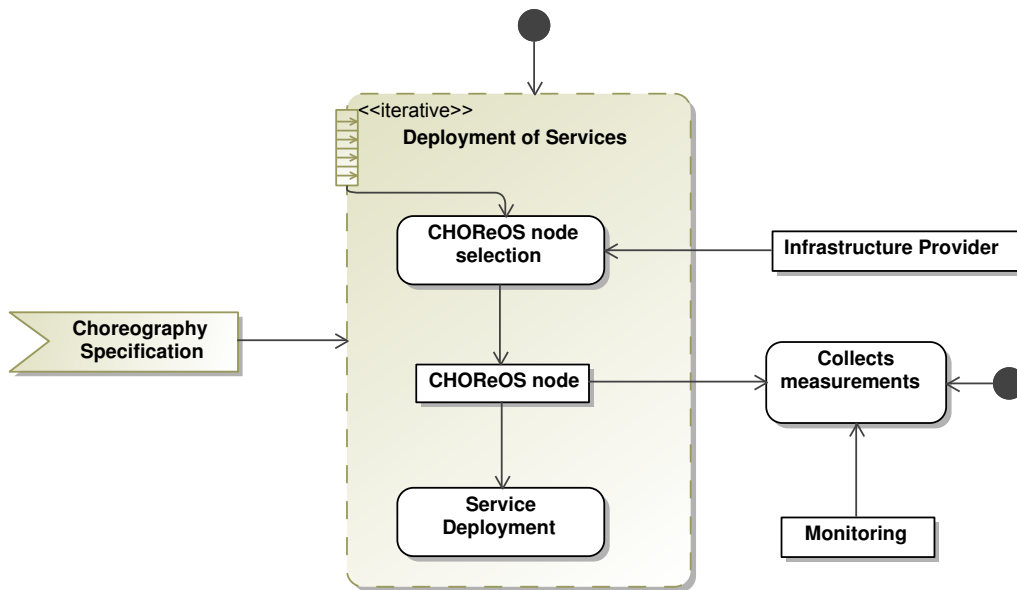 <<iterative>>
Deployment of Services
CHOReOS node
selection
Infrastructure Provider
Choreography
Specification
CHOReOS node
Collects
measurements
Service
Deployment
Monitoring